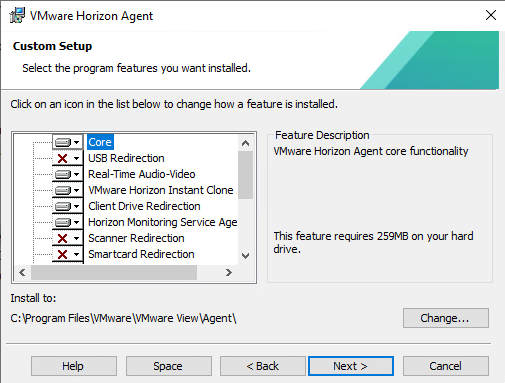 VMware Horizon Agent
Custom Setup
Select the program features you want installed.
Click on an icon in the list below to change how a feature is installed.
Core
USB Redirection
Real-Time Audio-Video
VMware Horizon Instant Clone
Client Drive Redirection
Horizon Monitoring Service Age
Scanner Redirection
Smartcard Redirection
Feature Description
VMware Horizon Agent core functionality
This feature requires 259MB on your hard
drive.
Install to:
C:\Program Files\VMware\VMware View\Agent\
Change...
Help
Space
< Back
Next >
Cancel